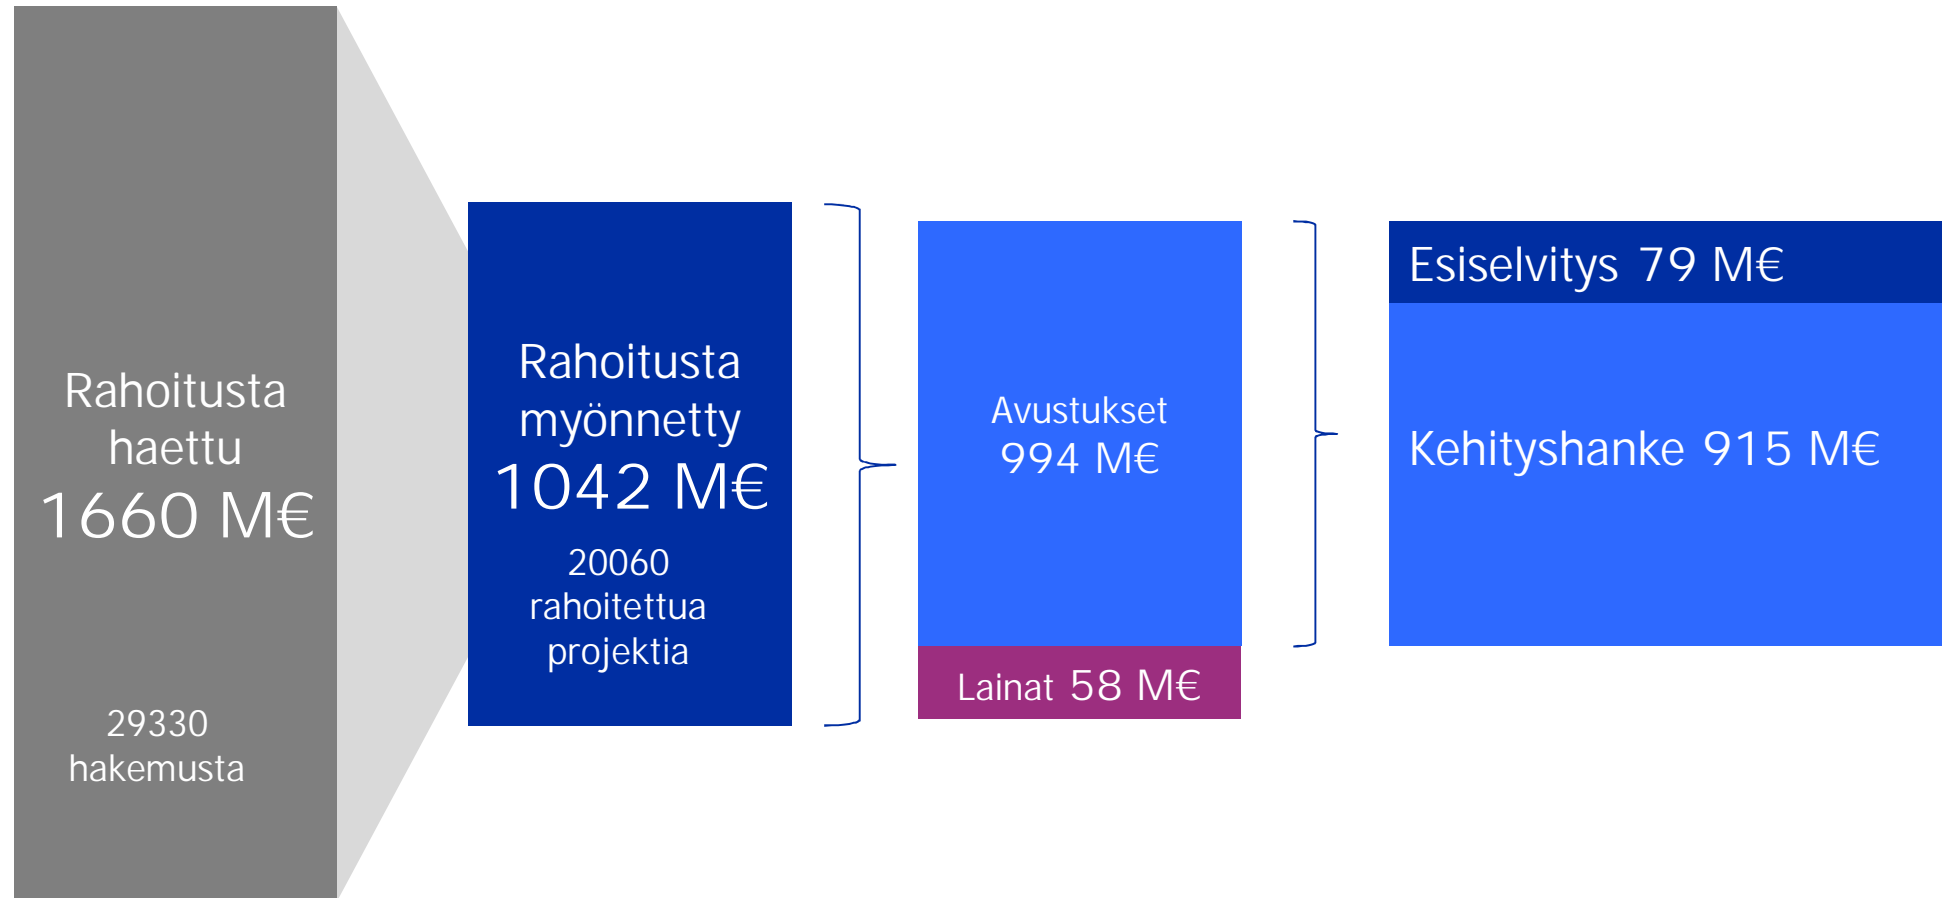 Rahoitusta
haettu
1660 M€
29330
hakemusta
Rahoitusta
myönnetty
1042 M€
20060
rahoitettua
projektia
Avustukset
994 M€
Lainat 58 M€
Esiselvitys 79 M€
Kehityshanke 915 M€